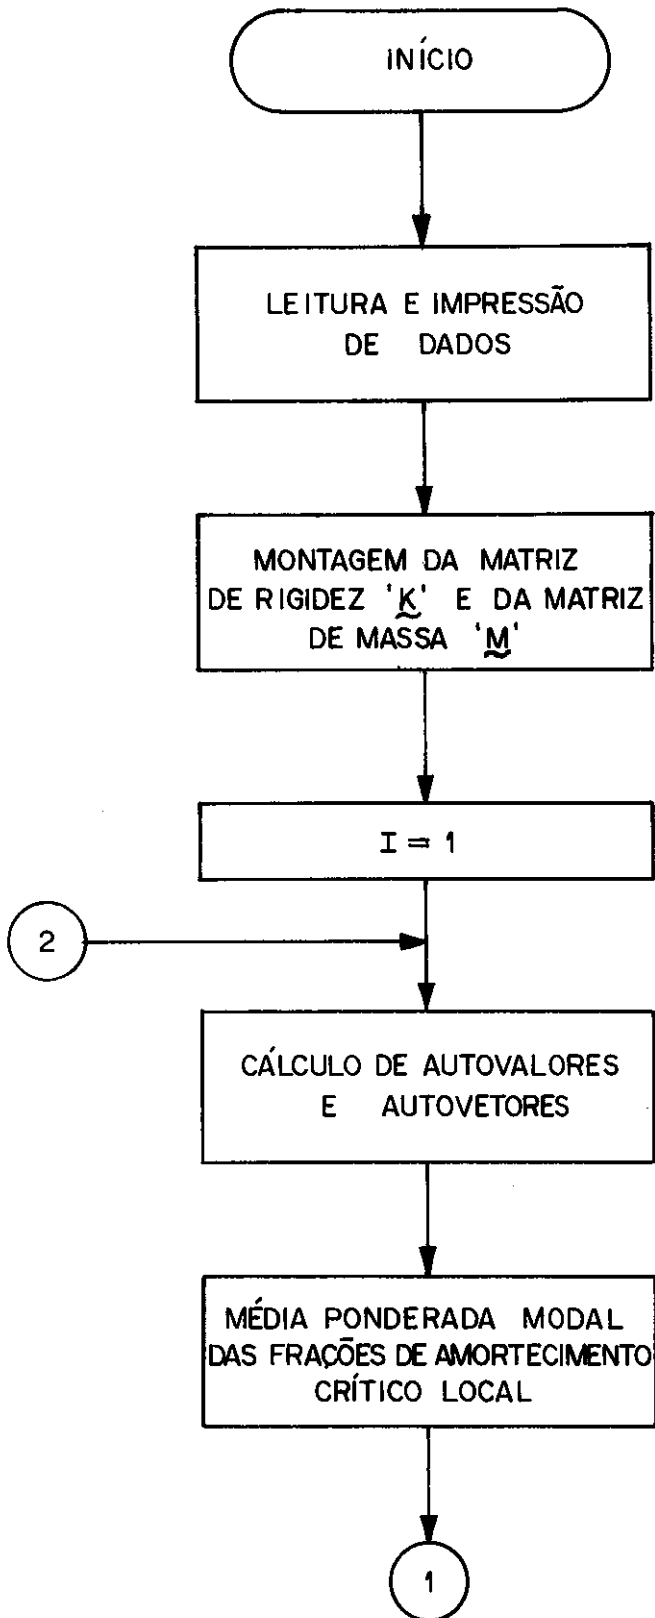 INÍCIO
LEITURA E IMPRESSÃO
DE DADOS
MONTAGEM DA MATRIZ
DE RIGIDEZ 'K' E DA MATRIZ
DE MASSA 'M'
I = 1
2
CÁLCULO DE AUTOVALORES
E AUTOVETORES
MÉDIA PONDERADA MODAL
DAS FRAÇÕES DE AMORTECIMENTO
CRÍTICO LOCAL
1